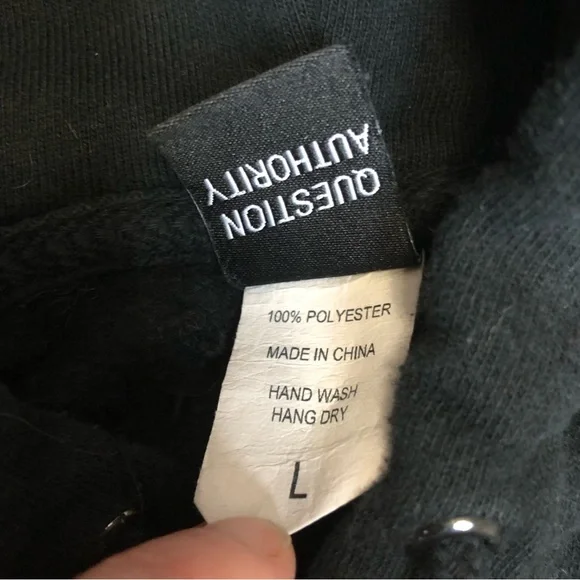 QUESTION
AUTHORITY
100% POLYESTER
MADE IN CHINA
HAND WASH
HANG DRY
L